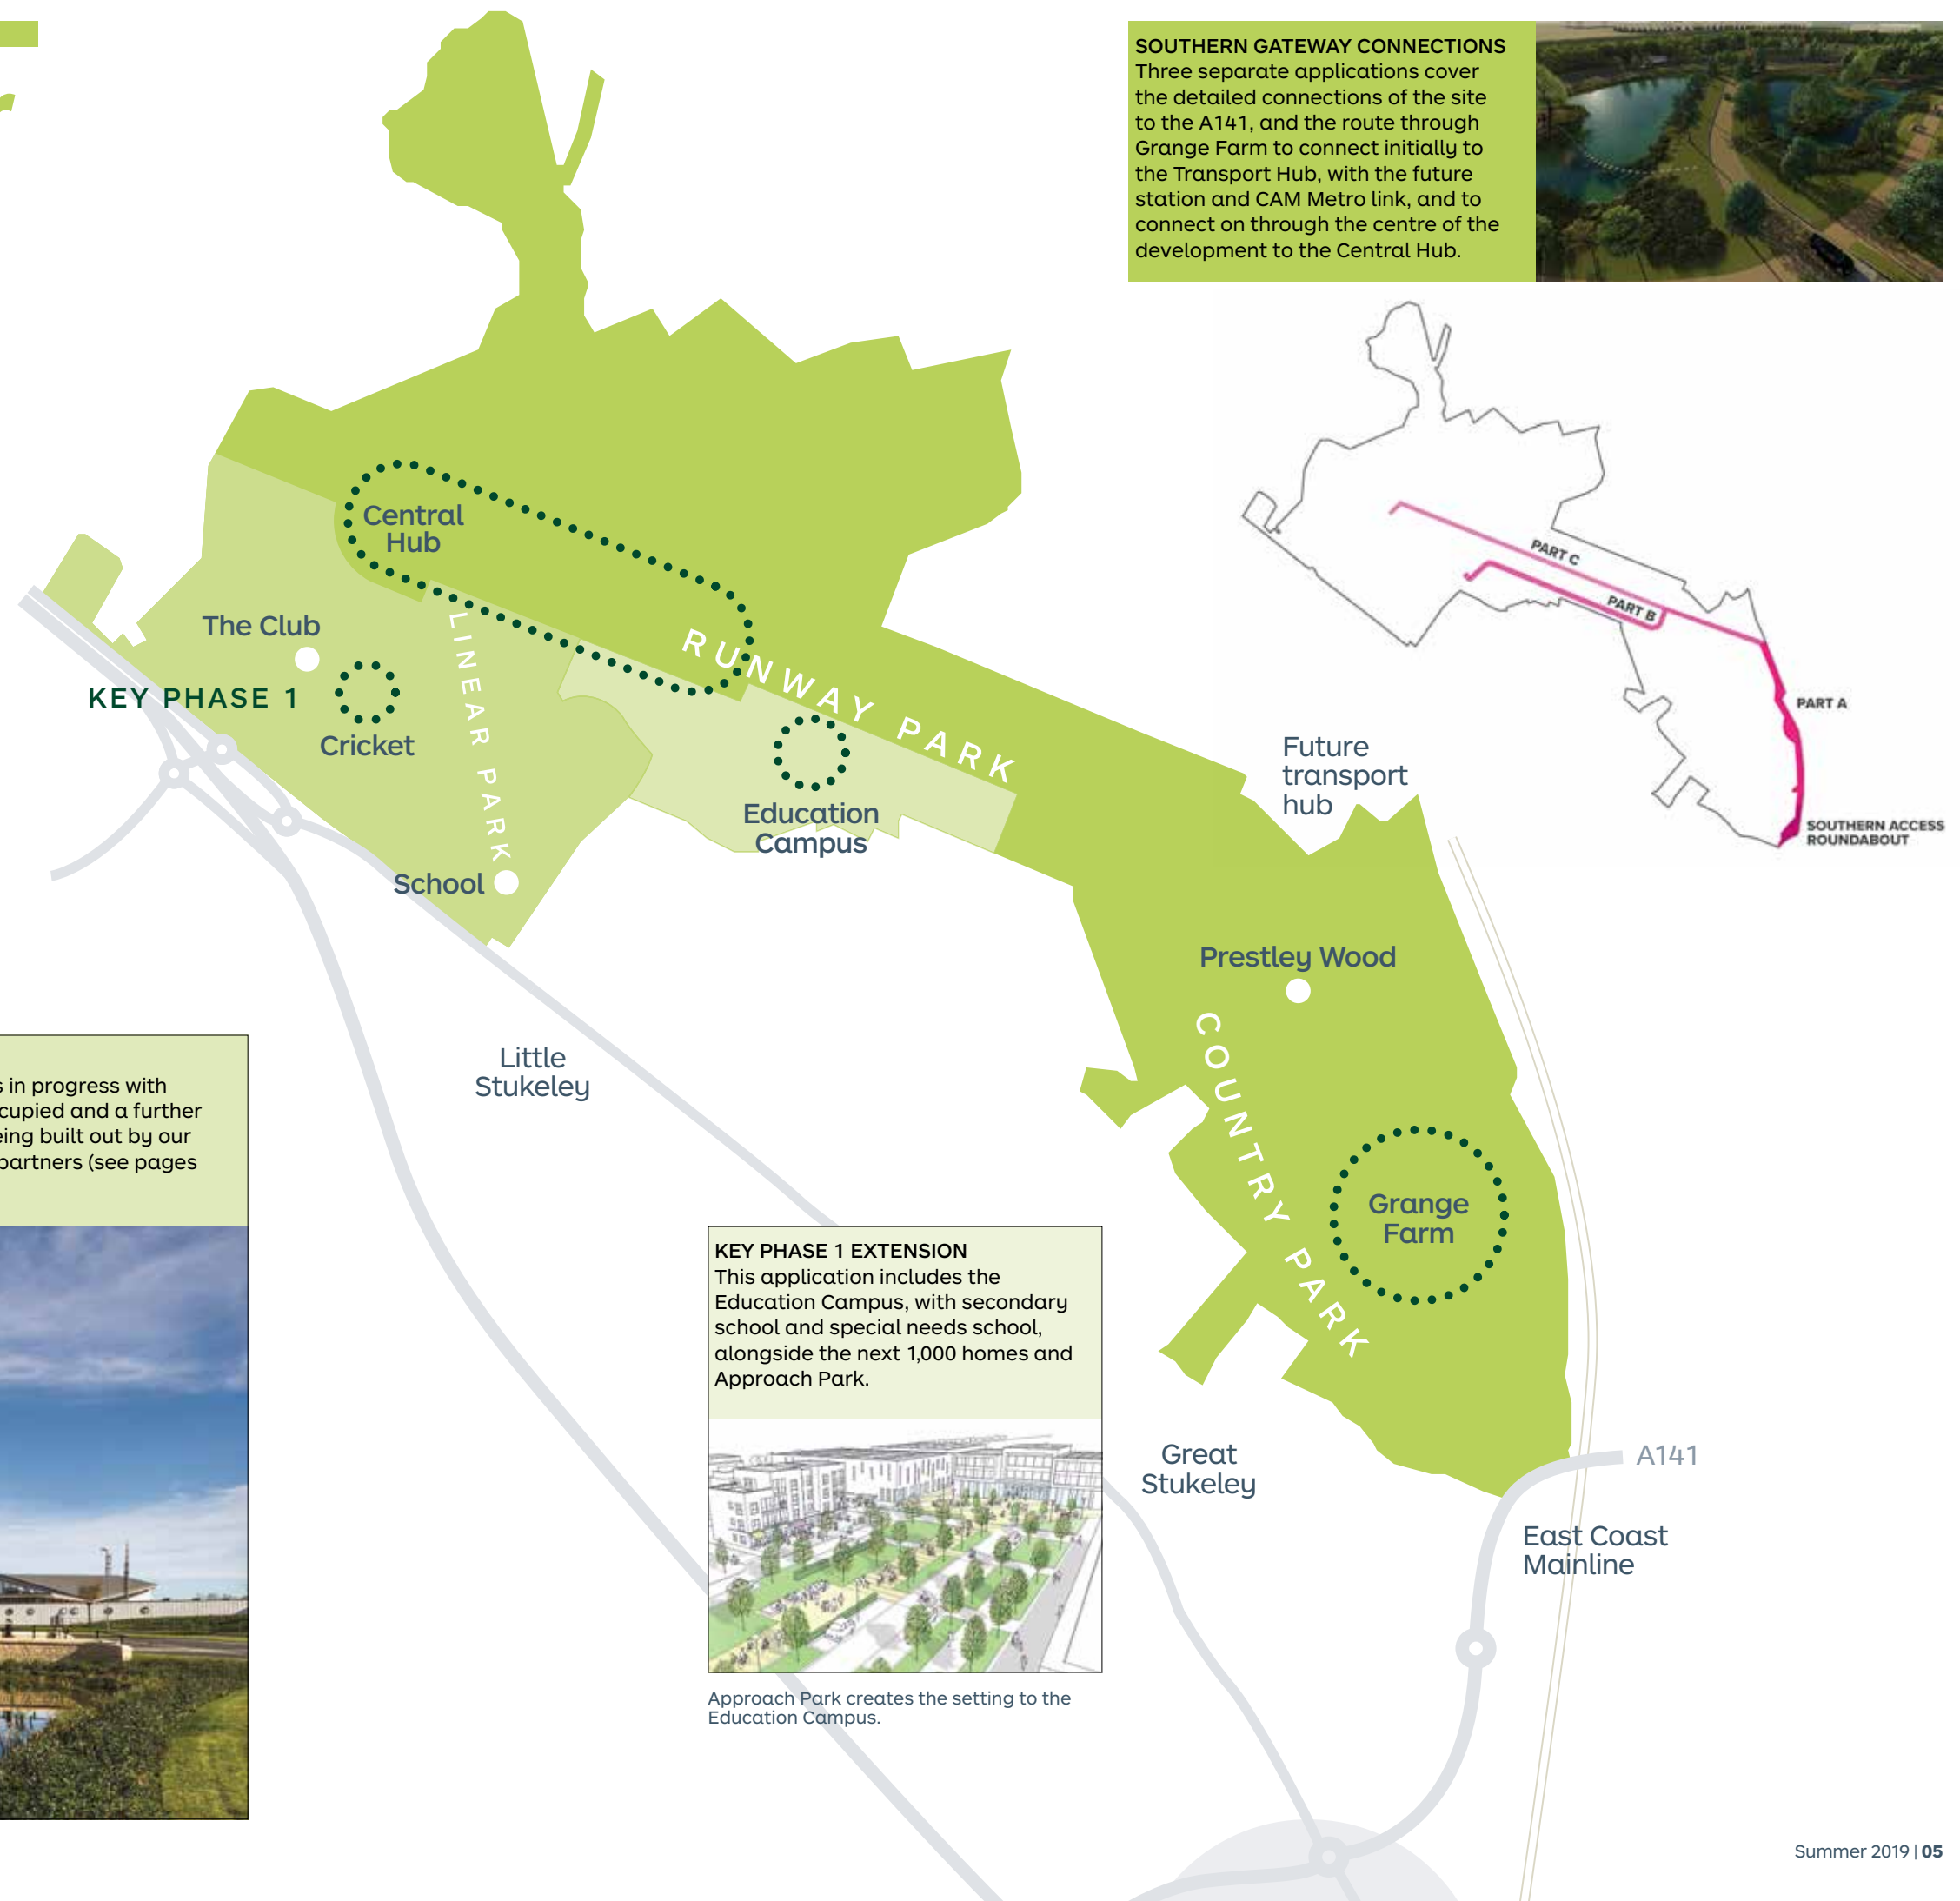 SOUTHERN GATEWAY CONNECTIONS
Three separate applications cover
the detailed connections of the site
to the A141, and the route through
Grange Farm to connect initially to
the Transport Hub, with the future
station and CAM Metro link, and to
connect on through the centre of the
development to the Central Hub.
PART C
PART B
PART A
SOUTHERN ACCESS
ROUNDABOUT
Central
Hub
The Club
KEY PHASE 1
Cricket
LINEAR PARK
School
RUNWAY PARK
Education
Campus
Future
transport
hub
Prestley Wood
COUNTRY PARK
Grange
Farm
Little
Stukeley
Great
Stukeley
A141
East Coast
Mainline
in progress with
and a further
built out by our
partners (see pages
KEY PHASE 1 EXTENSION
This application includes the
Education Campus, with secondary
school and special needs school,
alongside the next 1,000 homes and
Approach Park.
Approach Park creates the setting to the
Education Campus.
Summer 2019 | 05